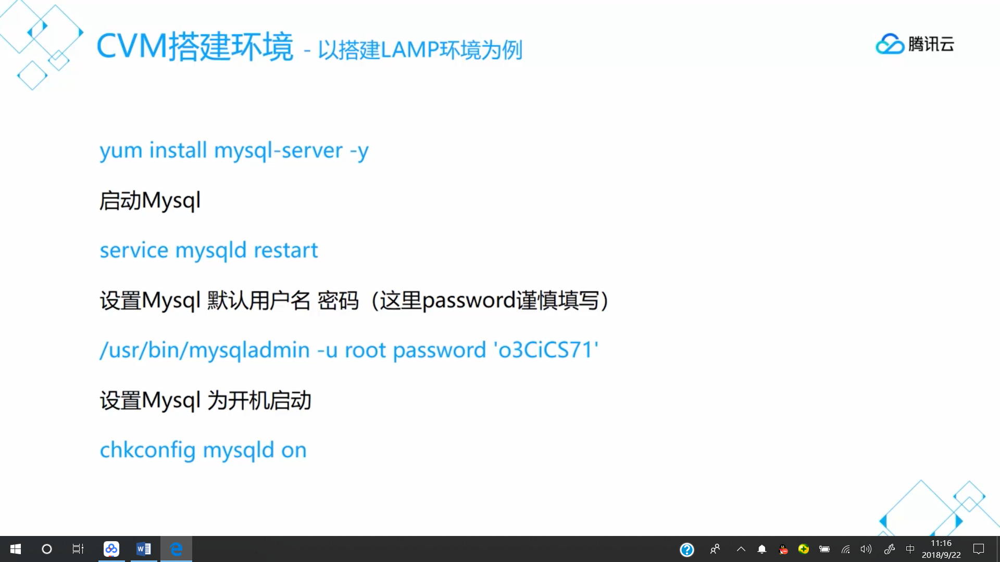 CVM搭建环境 - 以搭建LAMP环境为例
腾讯云
yum install mysql-server -y
启动Mysql
service mysqld restart
设置Mysql 默认用户名 密码（这里password谨慎填写）
/usr/bin/mysqladmin -u root password 'o3CiCS71'
设置Mysql 为开机启动
chkconfig mysqld on
中
11:16
2018/9/22